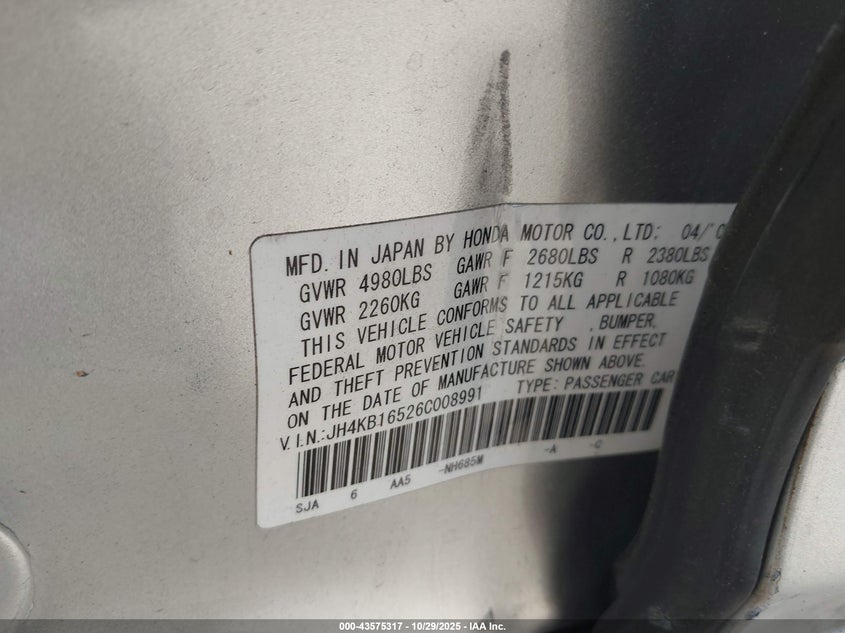 MFD. IN JAPAN BY HONDA MOTOR CO., LTD: 04/
GVWR 4980LBS GAWR F 2680LBS R 2380LBS
GVWR 2260KG GAWR F 1215KG R 1080KG
THIS VEHICLE CONFORMS TO ALL APPLICABLE
FEDERAL MOTOR VEHICLE SAFETY , BUMPER,
AND THEFT PREVENTION STANDARDS IN EFFECT
ON THE DATE OF MANUFACTURE SHOWN ABOVE.
V.I.N.:JH4KB16526C008991 TYPE: PASSENGER CAR
SJA 6 AA5 -NH685M -A -C
000-43575317 - 10/29/2025 - IAA Inc.